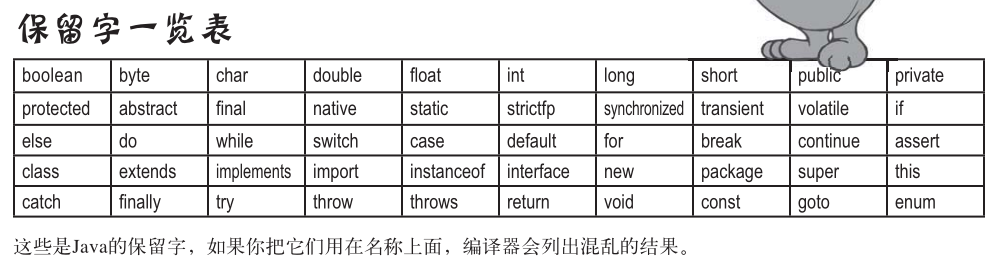 保留字一览表
boolean byte char double float int long short public private
protected abstract final native static strictfp synchronized transient volatile if
else do while switch case default for break continue assert
class extends implements import instanceof interface new package super this
catch finally try throw throws return void const goto enum
这些是Java的保留字，如果你把它们用在名称上面，编译器会列出混乱的结果。